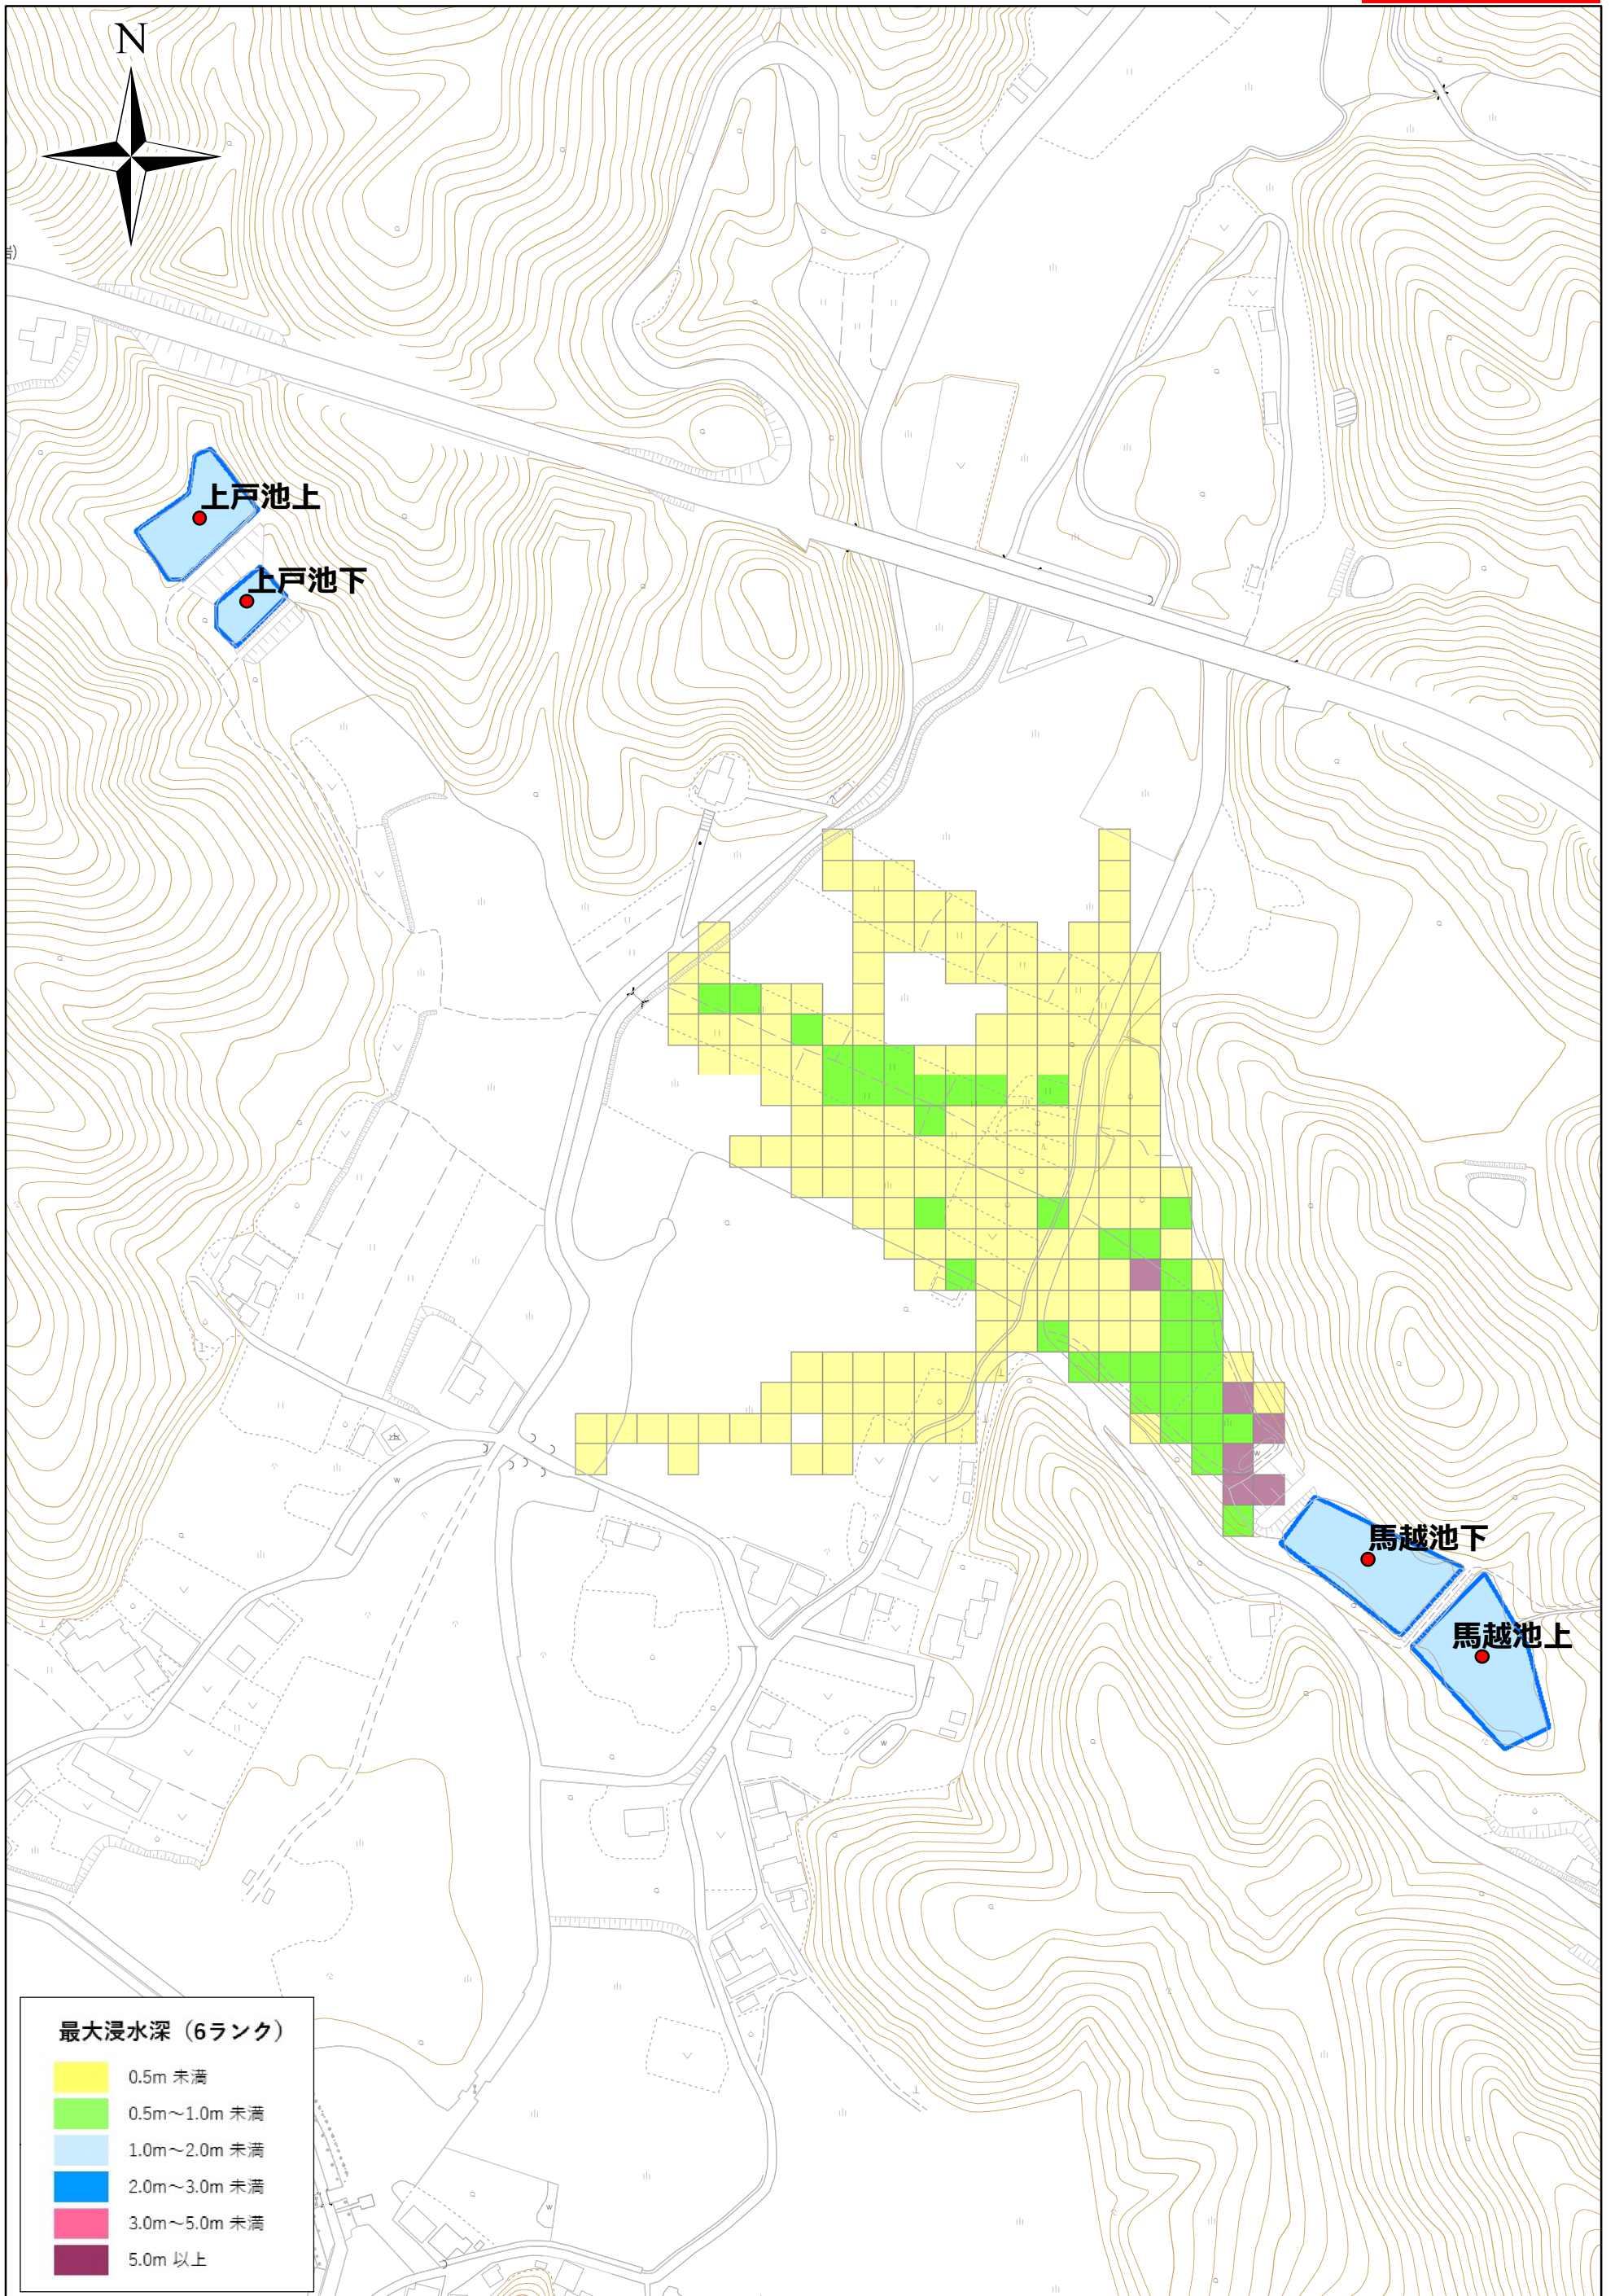 N
岩)
上戸池上
上戸池下
馬越池下
馬越池上
最大浸水深（6ランク）
0.5m 未満
0.5m～1.0m 未満
1.0m～2.0m 未満
2.0m～3.0m 未満
3.0m～5.0m 未満
5.0m 以上